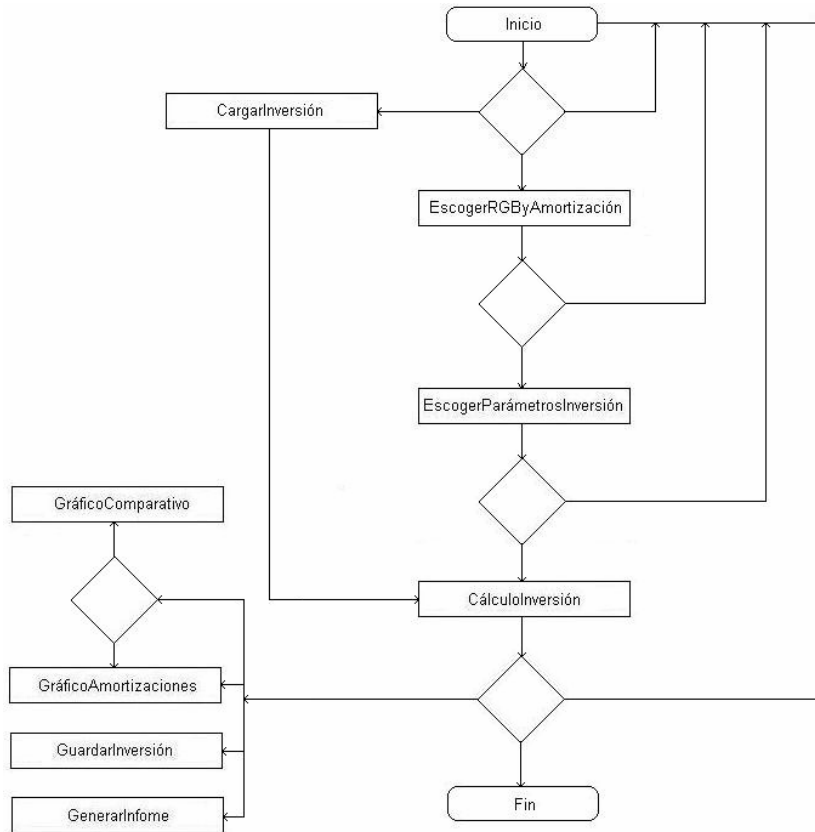 Inicio
CargarInversión
EscogerRGByAmortización
EscogerParámetrosInversión
GráficoComparativo
CálculoInversión
GráficoAmortizaciones
GuardarInversión
GenerarInfome
Fin